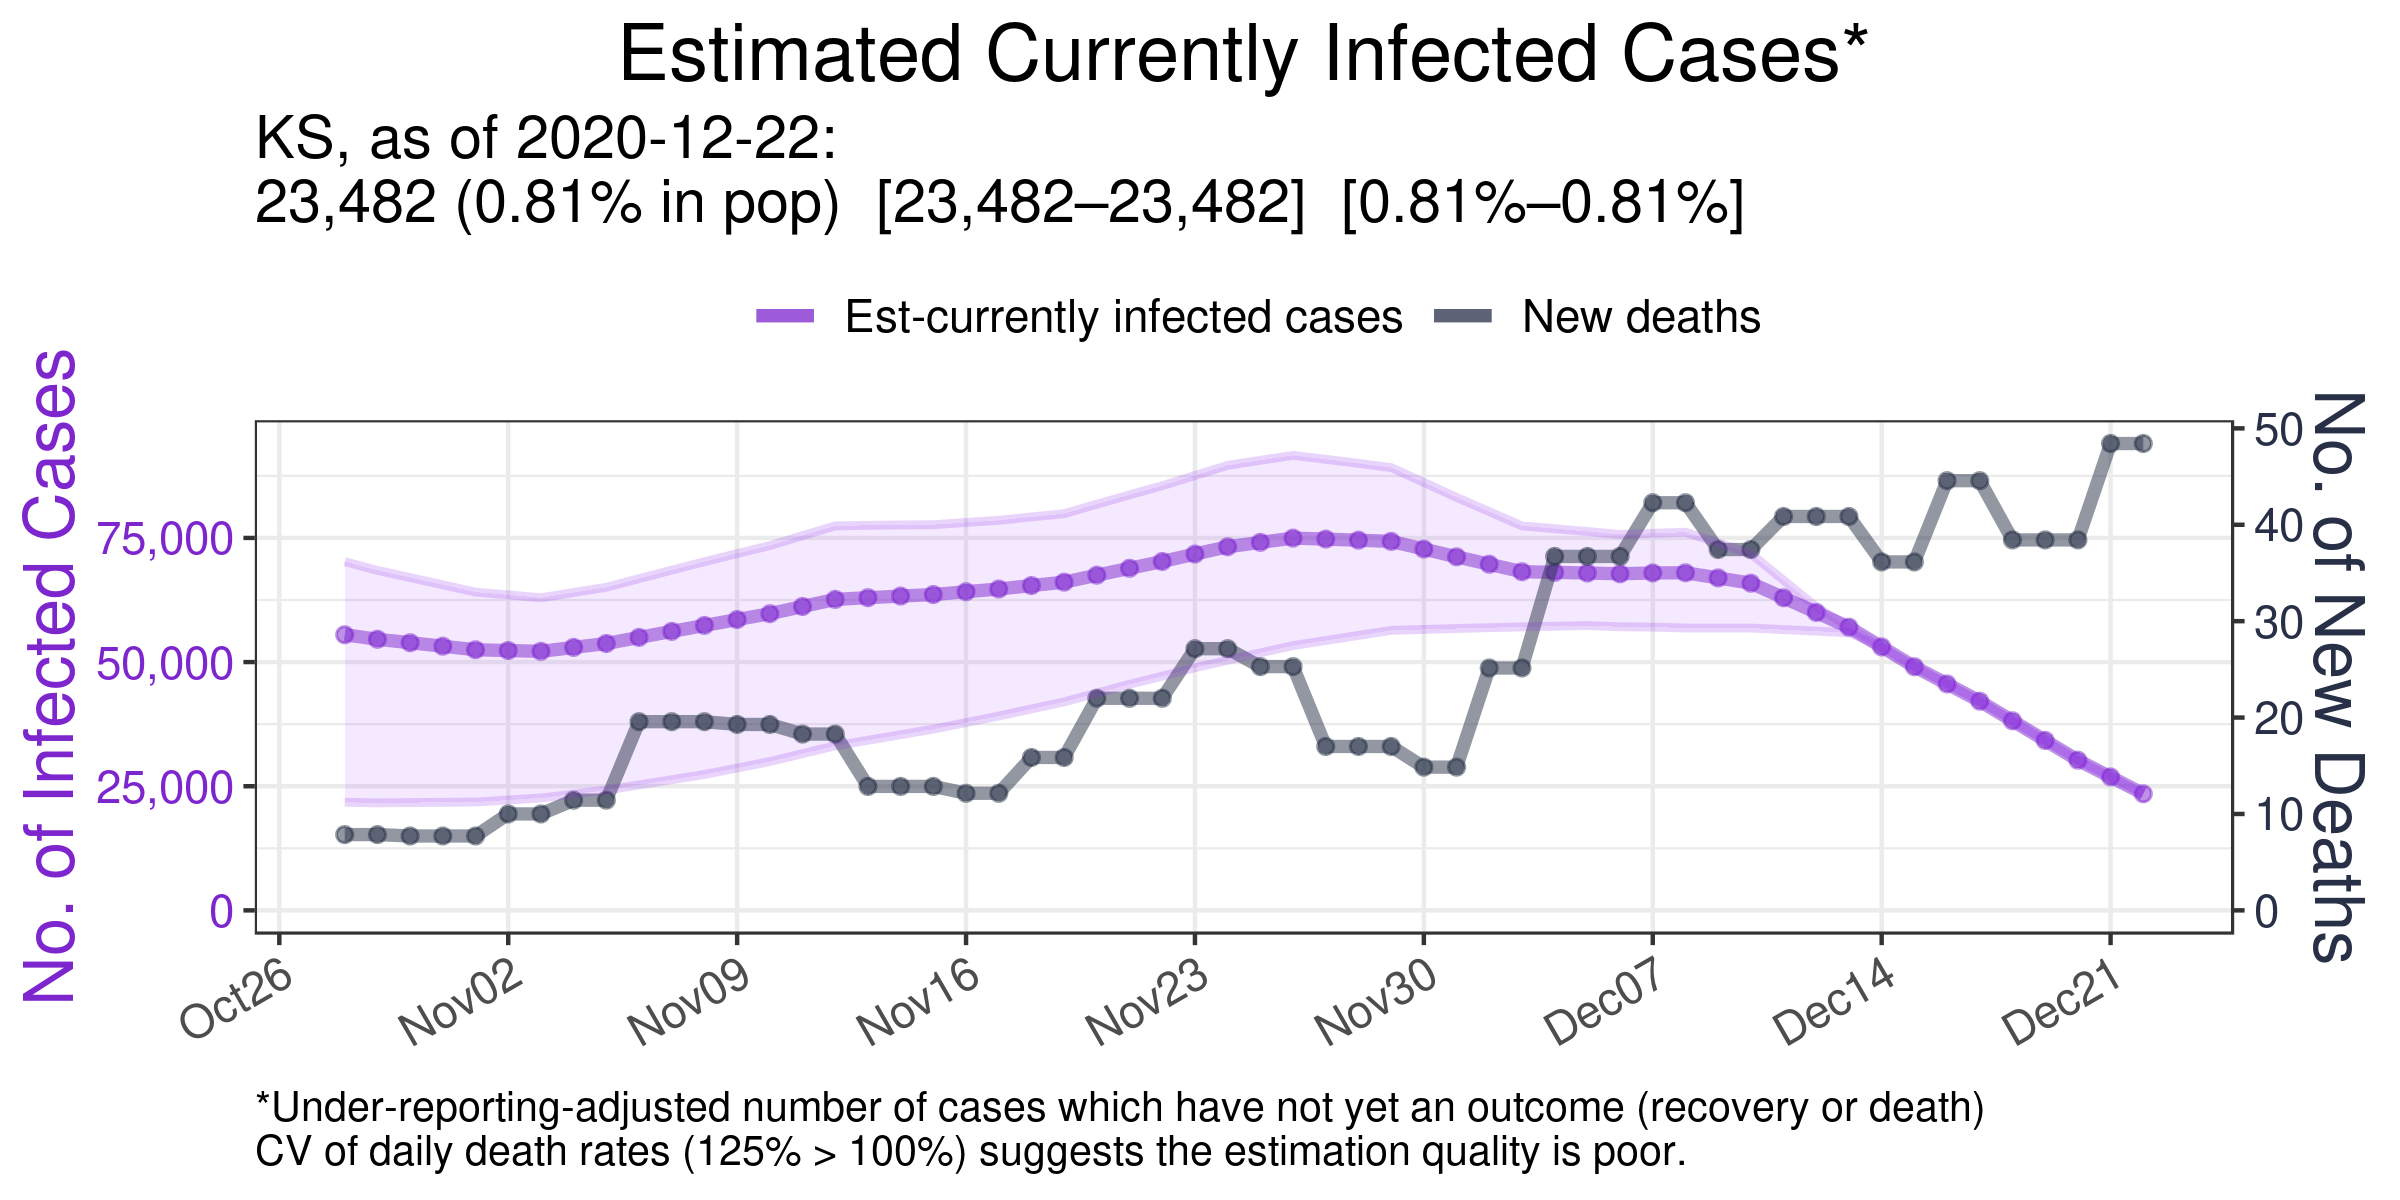 Estimated Currently Infected Cases*
KS, as of 2020-12-22:
23,482 (0.81% in pop)  [23,482–23,482]  [0.81%–0.81%]
Est-currently infected cases
New deaths
No. of Infected Cases
75,000
50,000
25,000
0
No. of New Deaths
50
40
30
20
10
0
Oct26
Nov02
Nov09
Nov16
Nov23
Nov30
Dec07
Dec14
Dec21
*Under-reporting-adjusted number of cases which have not yet an outcome (recovery or death)
CV of daily death rates (125% > 100%) suggests the estimation quality is poor.